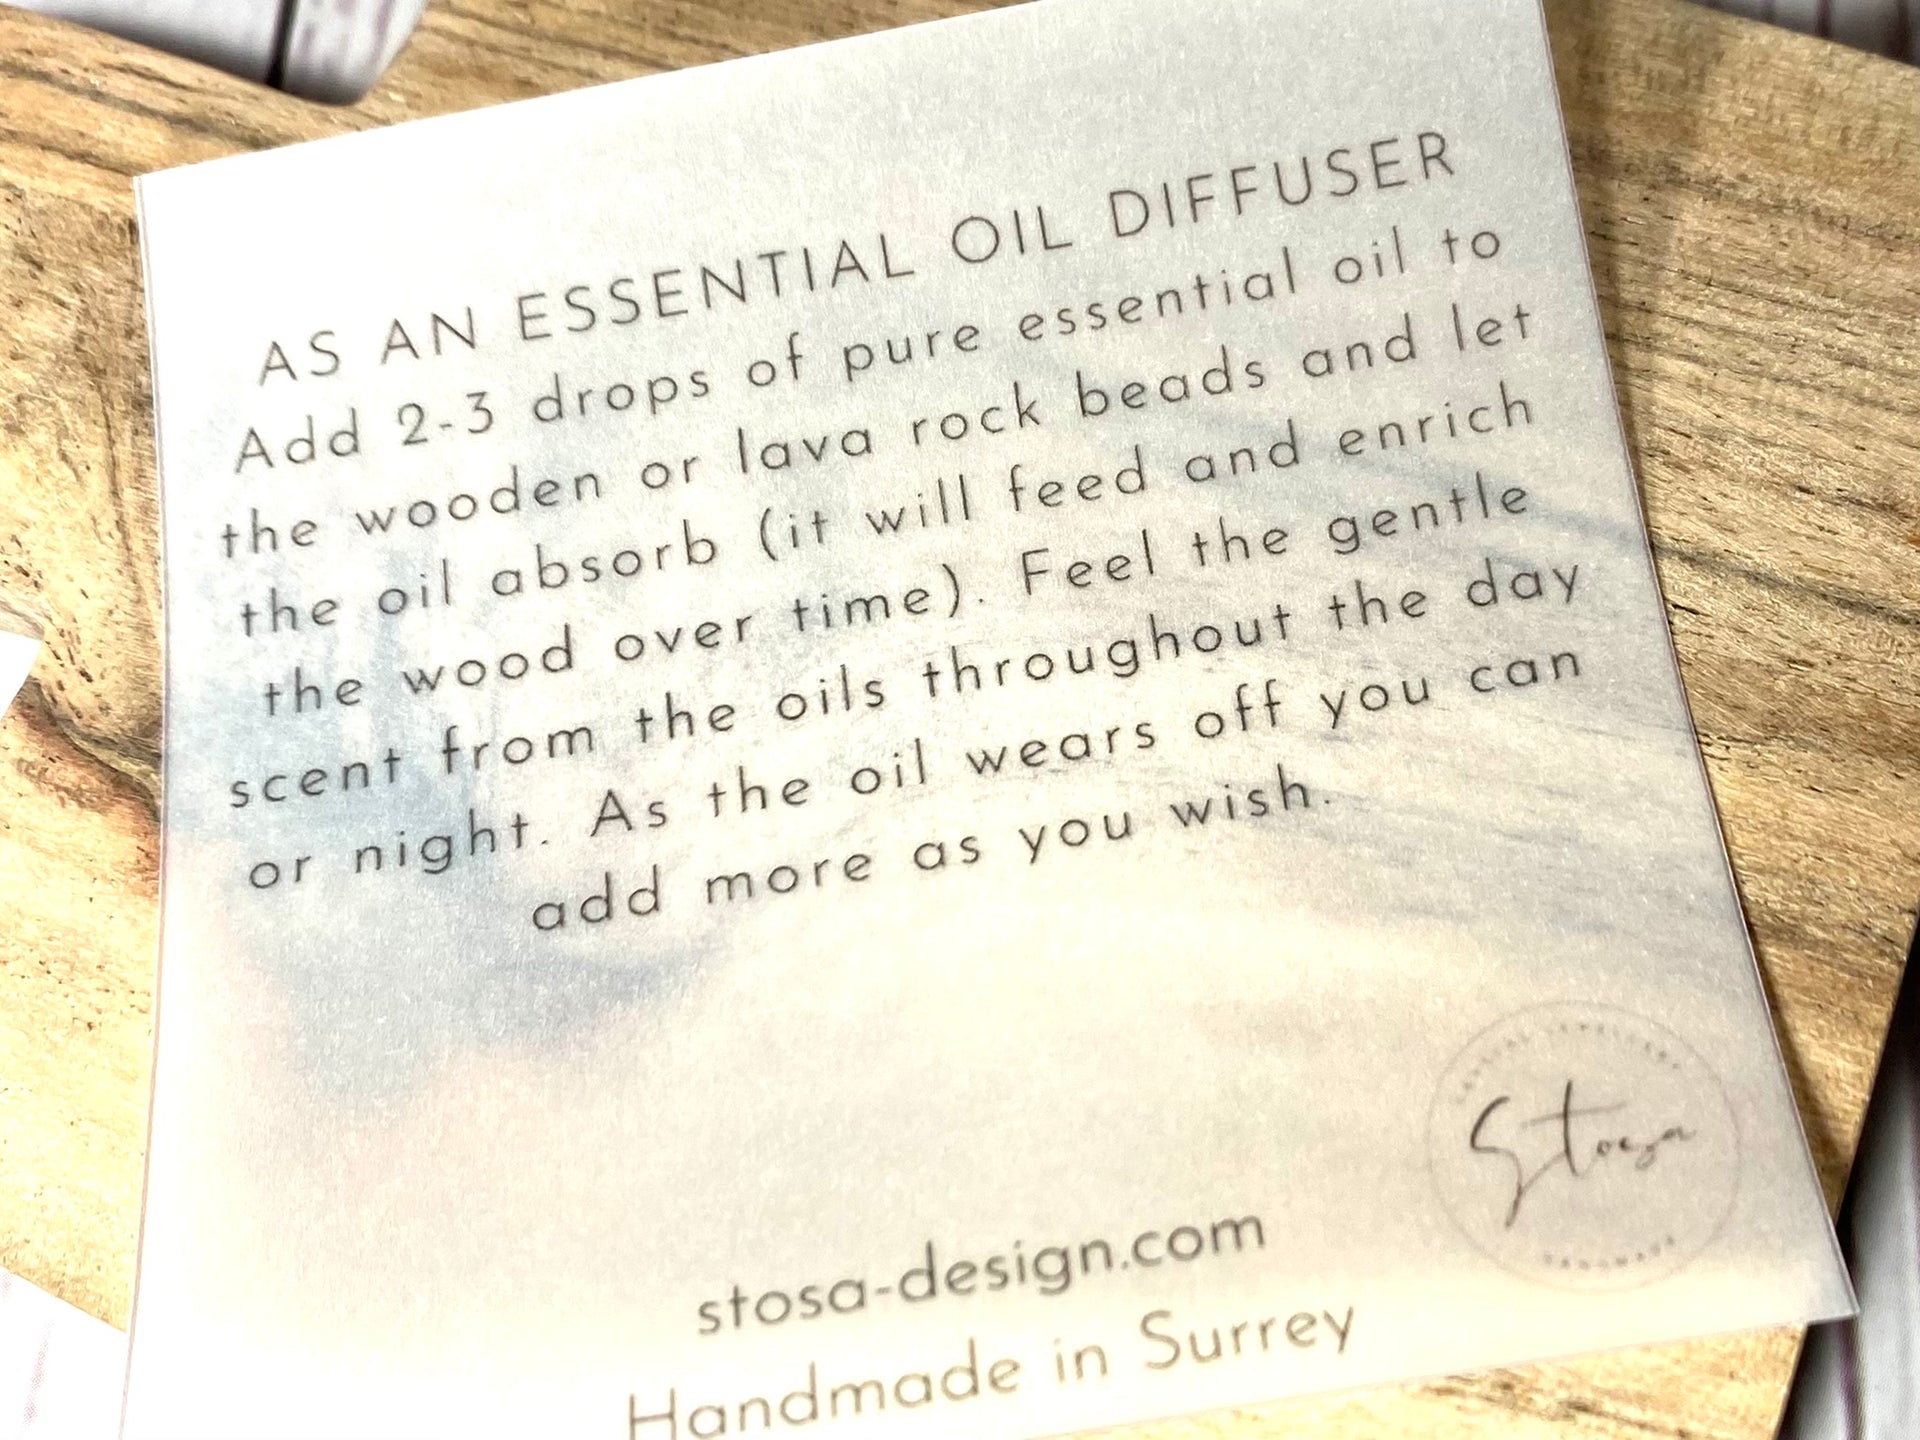 AS AN ESSENTIAL OIL DIFFUSER
Add 2-3 drops of pure essential oil to
the wooden or lava rock beads and let
the oil absorb (it will feed and enrich
the wood over time). Feel the gentle
scent from the oils throughout the day
or night. As the oil wears off you can
add more as you wish.
Stosa
HANDMADE
stosa-design.com
Handmade in Surrey